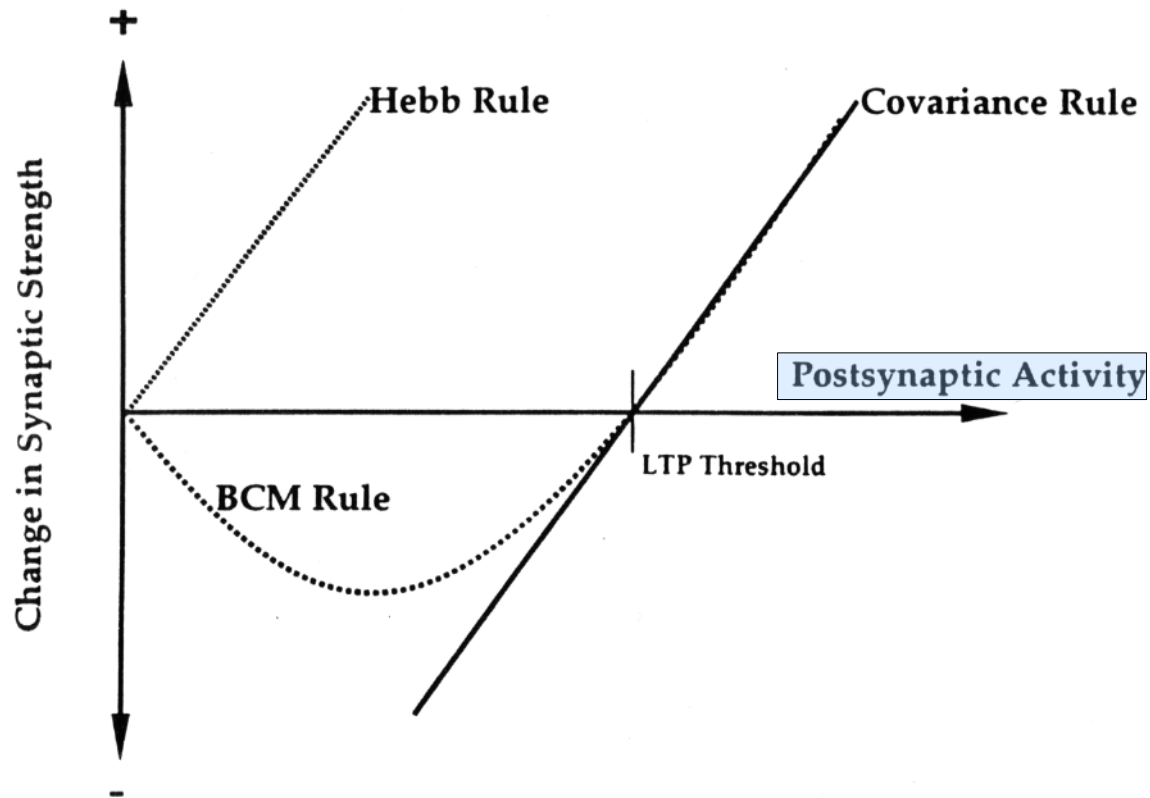 +
Hebb Rule
Covariance Rule
Change in Synaptic Strength
Postsynaptic Activity
LTP Threshold
BCM Rule
-